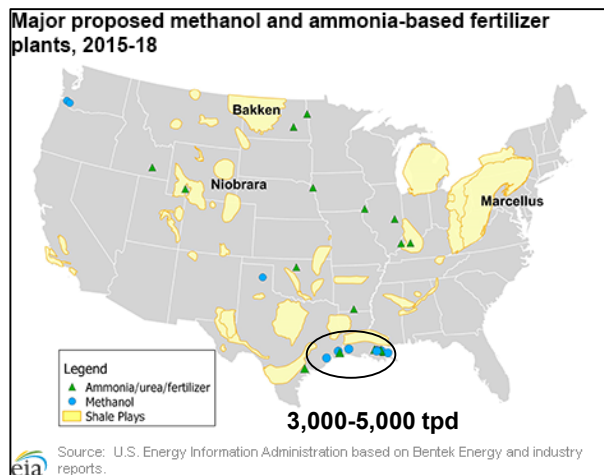 Major proposed methanol and ammonia-based fertilizer
plants, 2015-18
Bakken
Niobrara
Marcellus
Legend
Ammonia/urea/fertilizer
Methanol
Shale Plays
3,000-5,000 tpd
eia
Source: U.S. Energy Information Administration based on Bentek Energy and industry
reports.